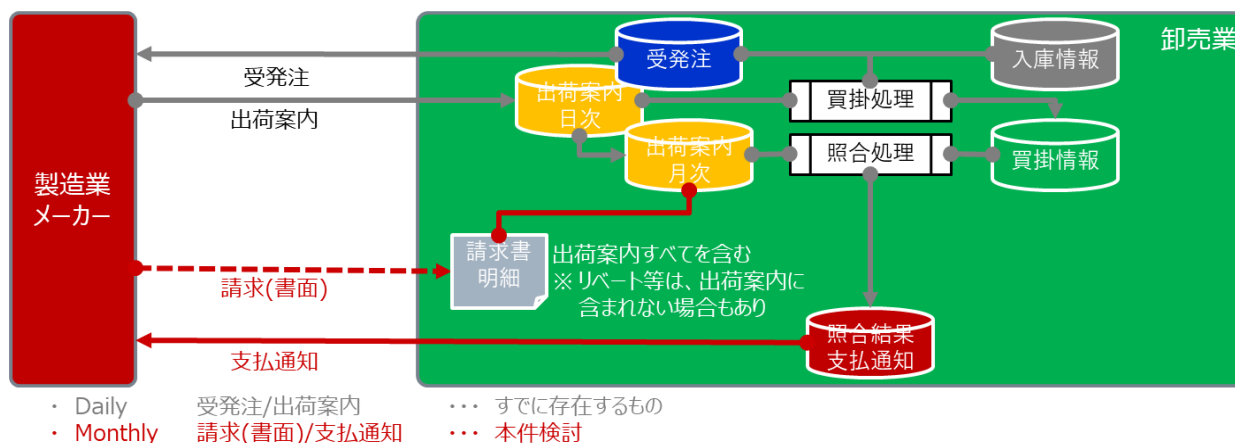 卸売業
受発注
入庫情報
受発注
出荷案内
日次
買掛処理
出荷案内
出荷案内
月次
照合処理
買掛情報
製造業
メーカー
請求書
明細
出荷案内すべてを含む
※リベート等は、出荷案内に
含まれない場合もあり
請求(書面)
照合結果
支払通知
支払通知
・ Daily 受発注/出荷案内 ・・・ すでに存在するもの
・ Monthly 請求(書面)/支払通知 ・・・ 本件検討